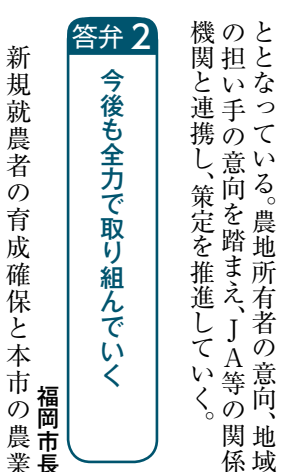 ととなっている。農地所有者の意向、地域
の担い手の意向を踏まえ、JA等の関係
機関と連携し、策定を推進していく。
答弁2
今後も全力で取り組んでいく
福岡市長
新規就農者の育成確保と本市の農業